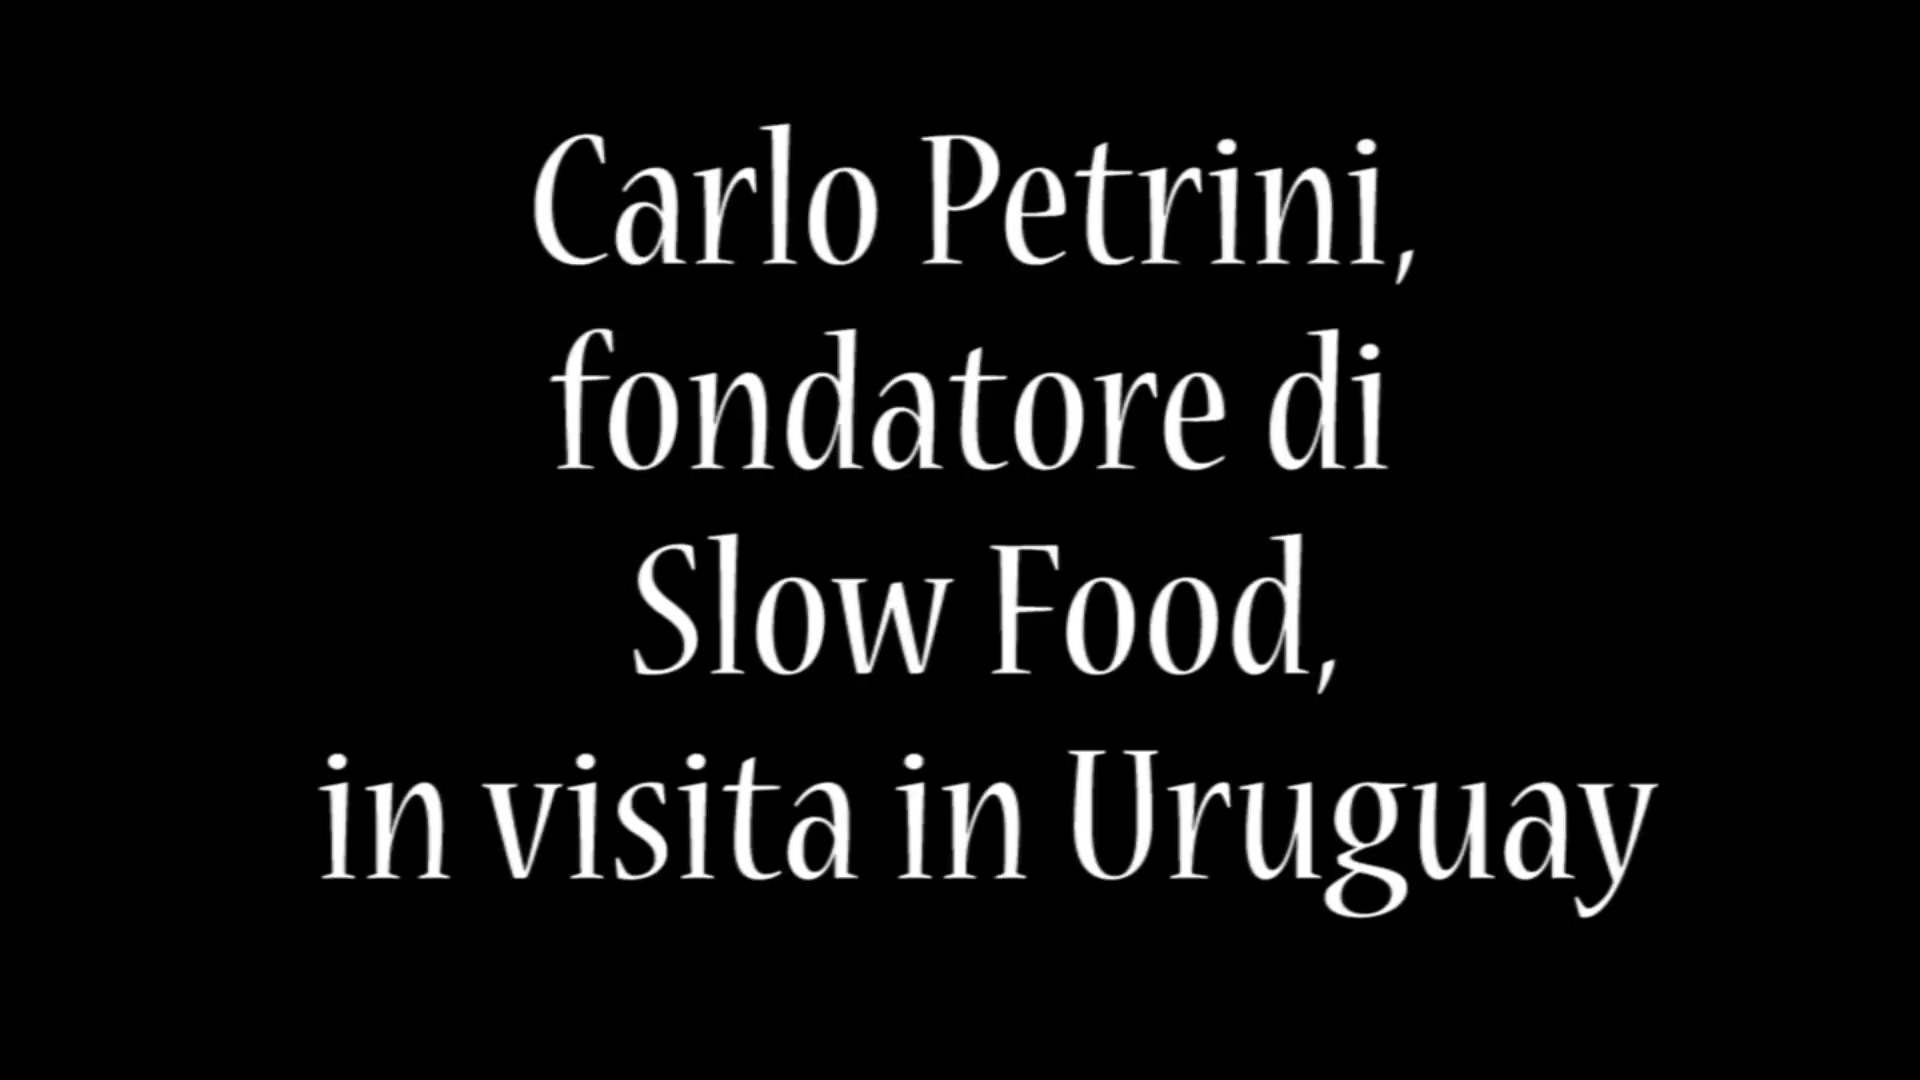 Carlo Petrini,
fondatore di
Slow Food,
in visita in Uruguay